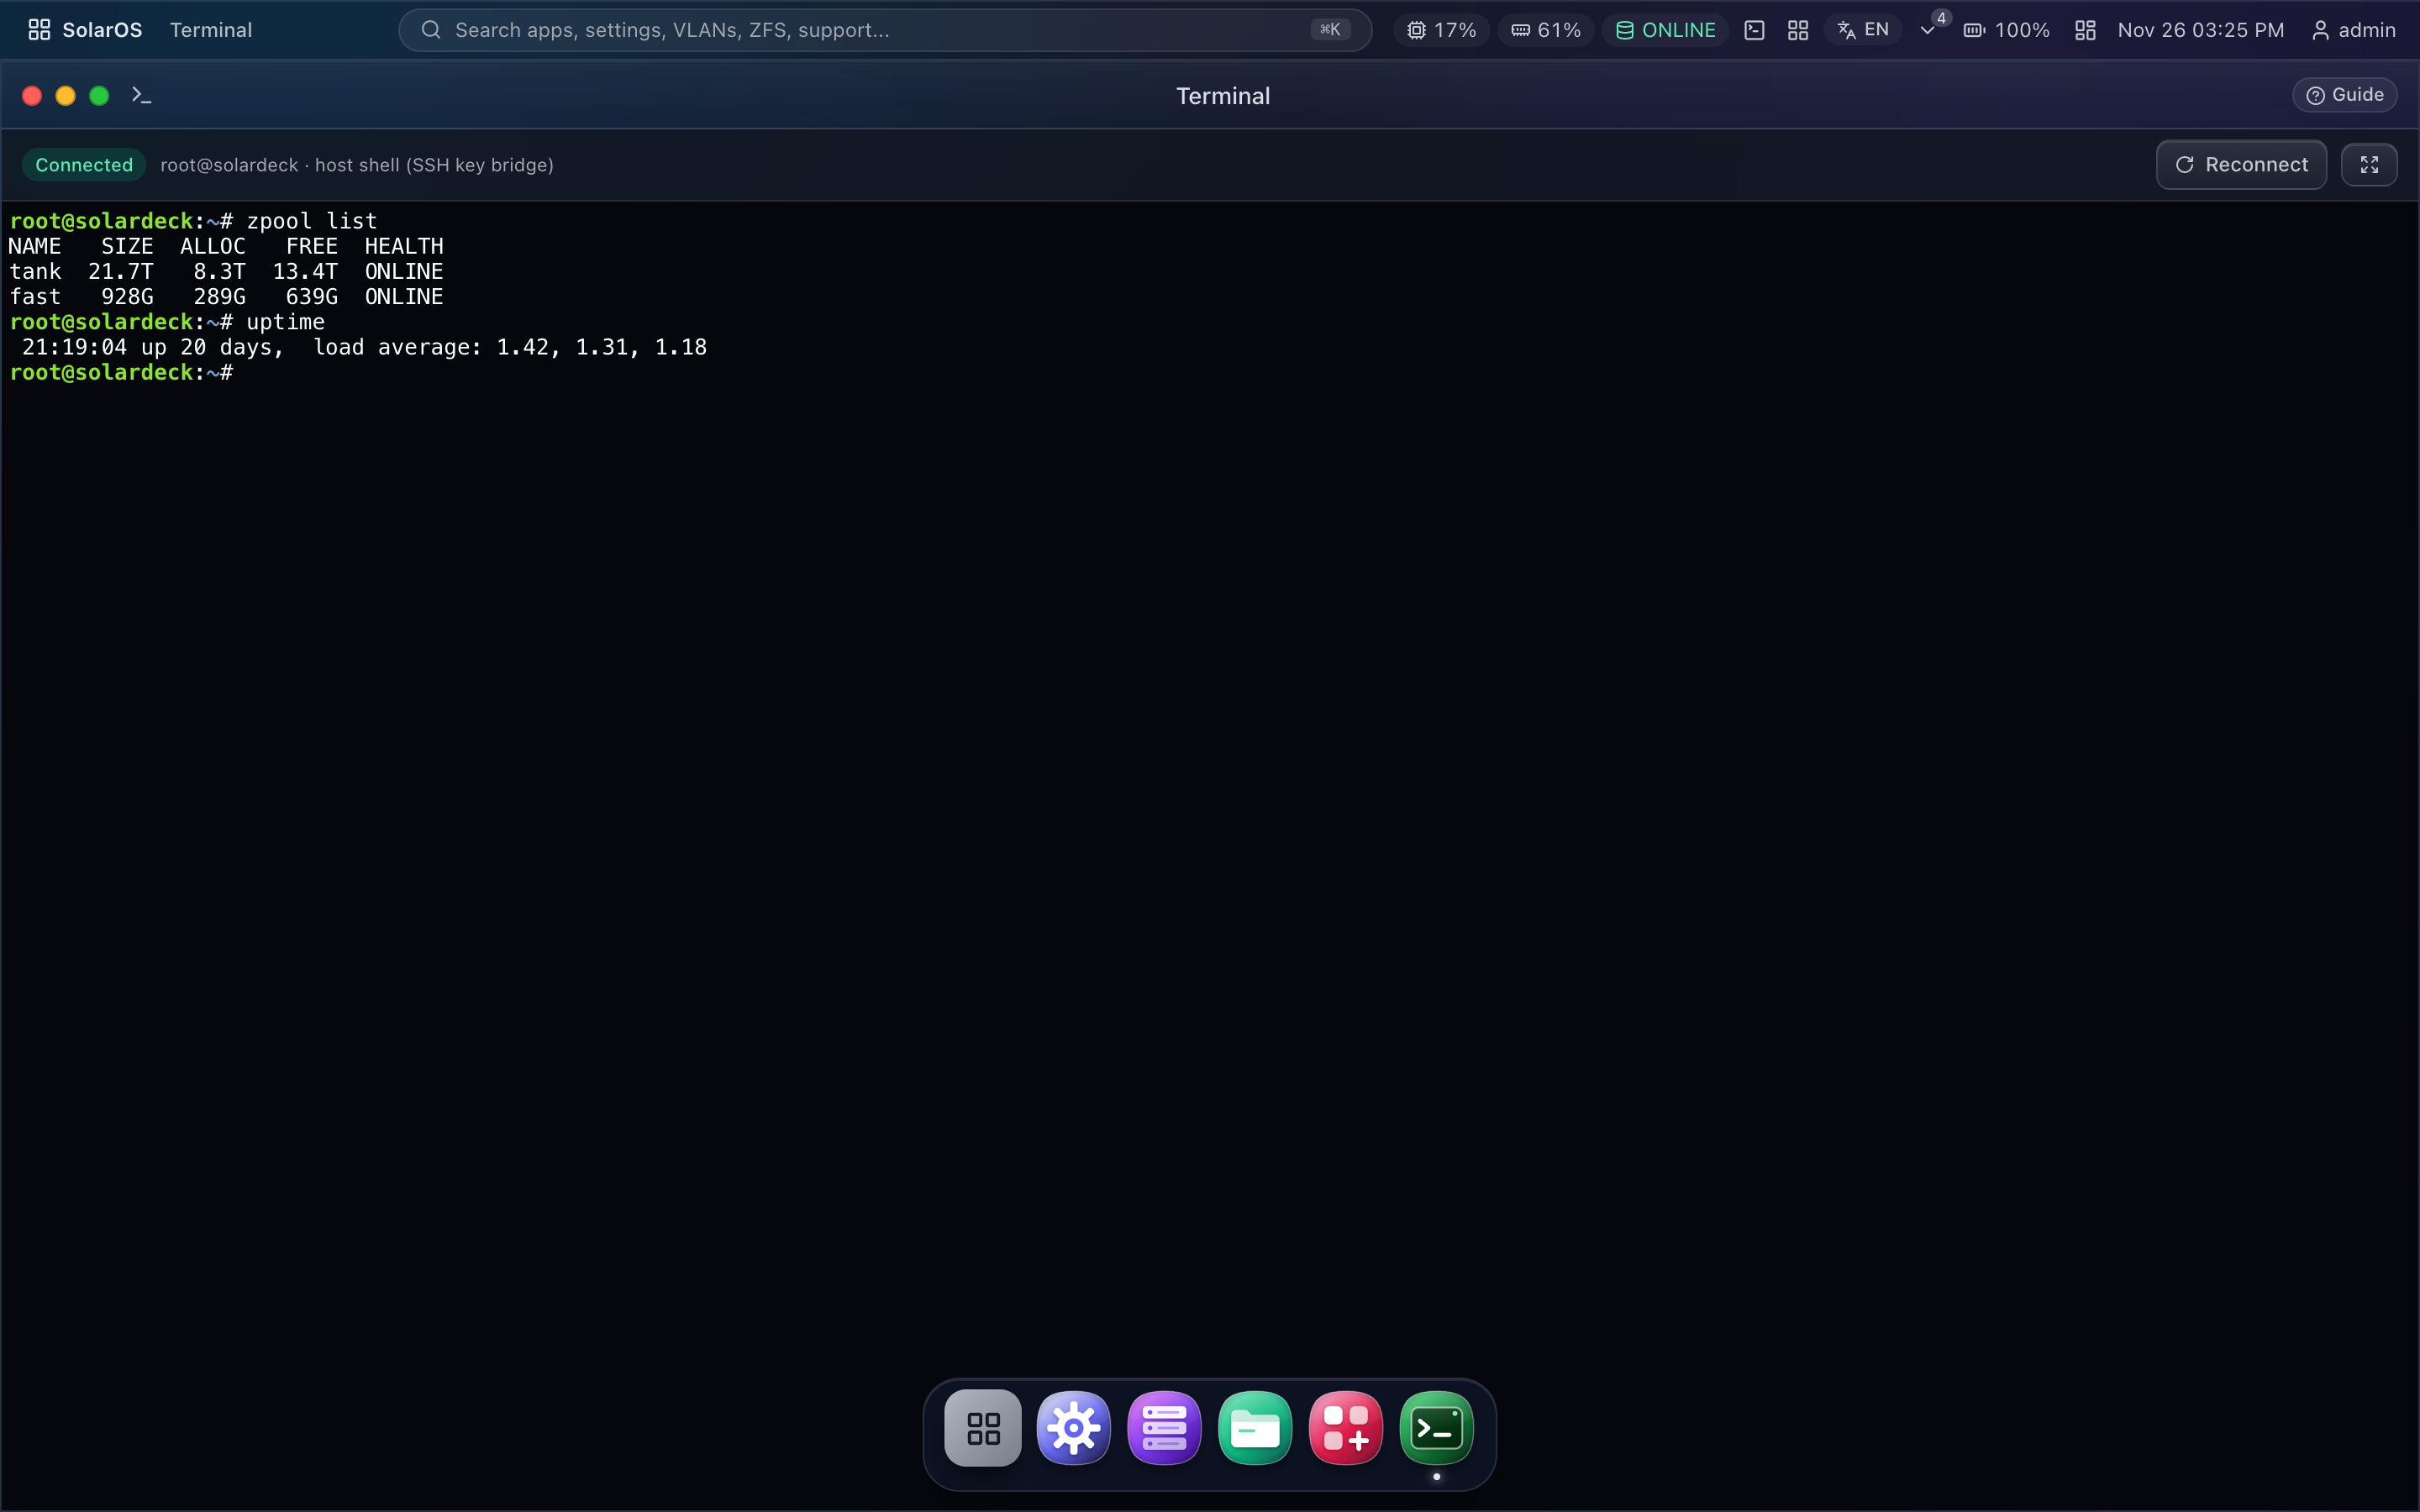 SolarOS Terminal Search apps, settings, VLANs, ZFS, support... ⌘K 17% 61% ONLINE EN 4 100% Nov 26 03:25 PM admin
Terminal Guide
Connected root@solardeck · host shell (SSH key bridge) Reconnect
root@solardeck:~# zpool list
NAME   SIZE  ALLOC   FREE  HEALTH
tank  21.7T   8.3T  13.4T  ONLINE
fast   928G   289G   639G  ONLINE
root@solardeck:~# uptime
 21:19:04 up 20 days,  load average: 1.42, 1.31, 1.18
root@solardeck:~#